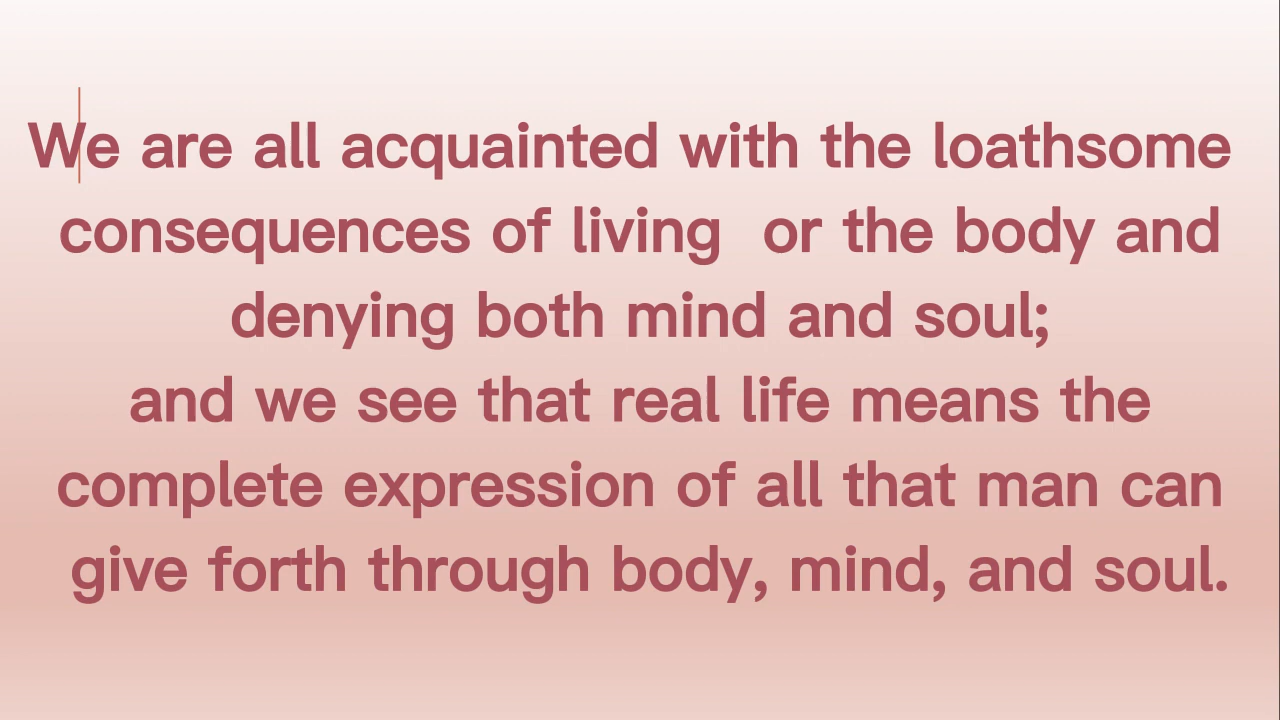 We are all acquainted with the loathsome
consequences of living  or the body and
denying both mind and soul;
and we see that real life means the
complete expression of all that man can
give forth through body, mind, and soul.